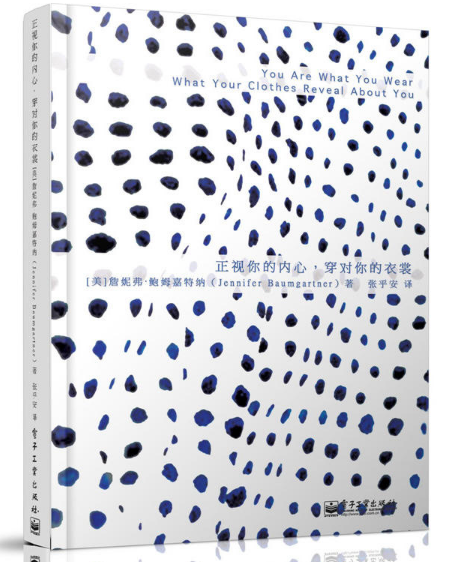 You Are What You Wear
What Your Clothes Reveal About You
正视你的内心·穿对你的衣裳
[美]詹妮弗·鲍姆嘉特纳（Jennifer Baumgartner）著 张乎安 译
電子工業出版社
正视你的内心·穿对你的衣裳
[美]詹妮弗·鲍姆嘉特纳（Jennifer Baumgartner）著 张乎安 译
電子工業出版社